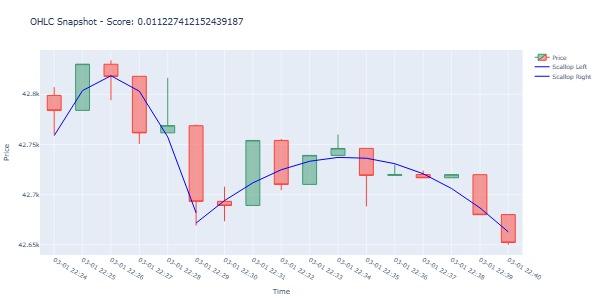 OHLC Snapshot - Score: 0.011227412152439187
Price
Scallop Left
Scallop Right
42.8k
42.75k
42.7k
42.65k
Price
03-01 22:24
03-01 22:25
03-01 22:26
03-01 22:27
03-01 22:28
03-01 22:29
03-01 22:30
03-01 22:31
03-01 22:32
03-01 22:33
03-01 22:34
03-01 22:35
03-01 22:36
03-01 22:37
03-01 22:38
03-01 22:39
03-01 22:40
Time